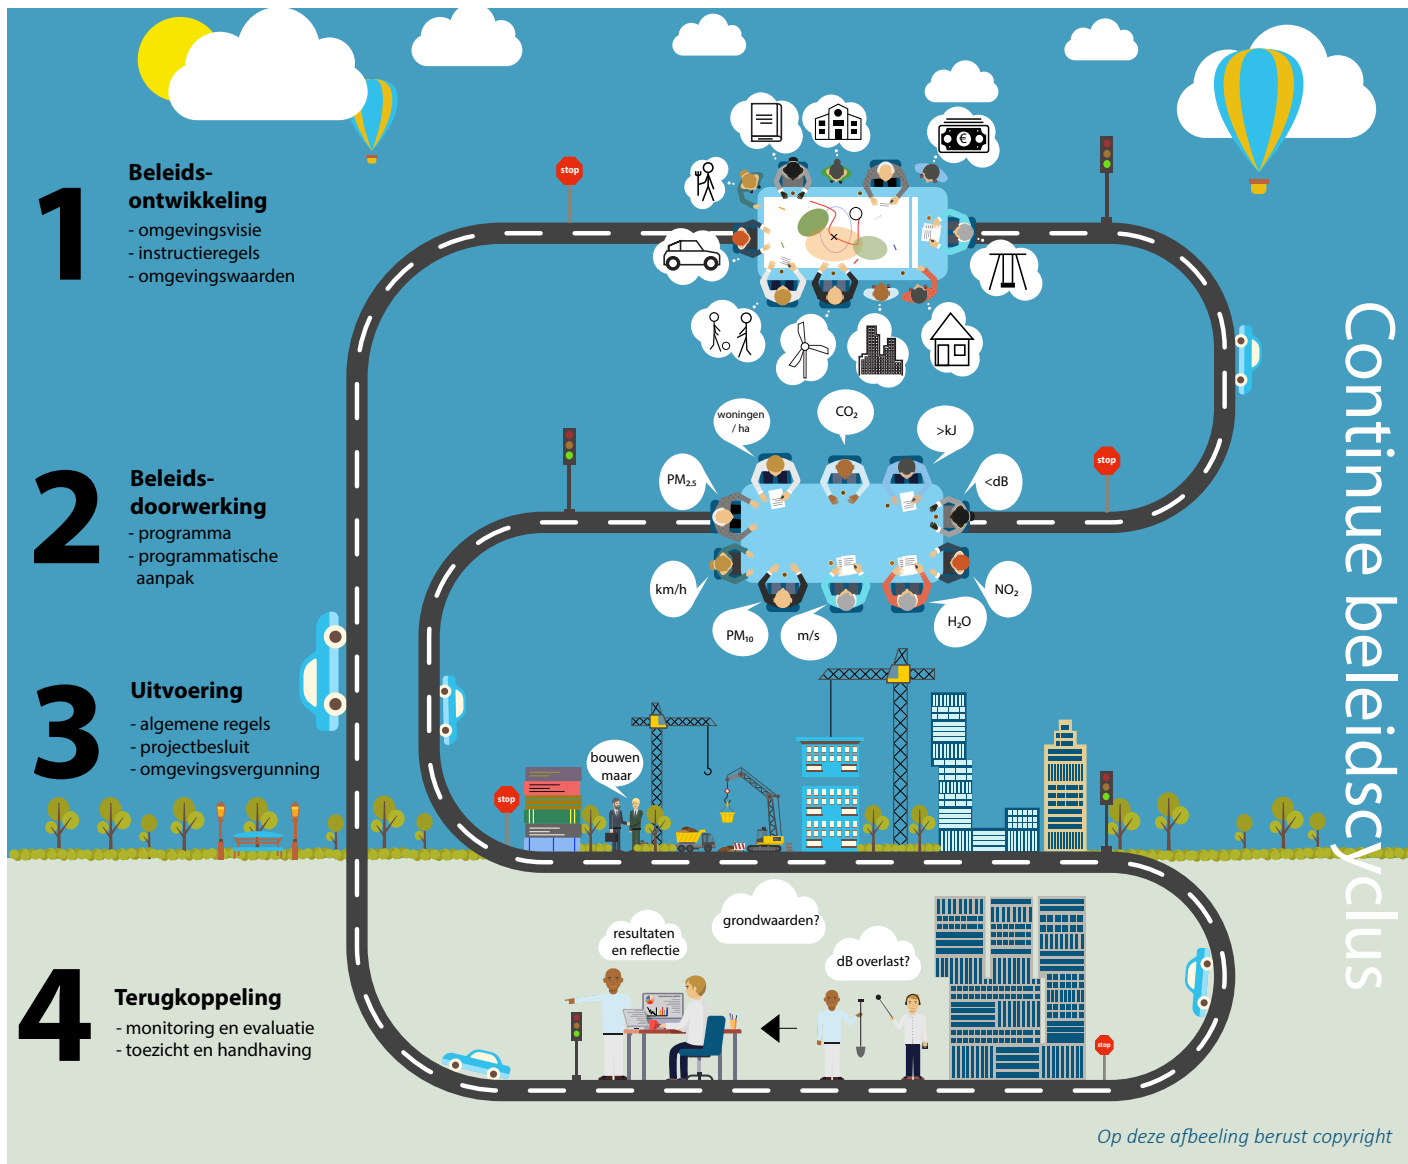 1
Beleids-
ontwikkeling
- omgevingsvisie
- instructieregels
- omgevingswaarden
stop
€
2
Beleids-
doorwerking
- programma
- programmatische
aanpak
woningen
/ ha
CO₂
>kJ
PM₂.₅
<dB
stop
km/h
NO₂
PM₁₀
m/s
H₂O
3
Uitvoering
- algemene regels
- projectbesluit
- omgevingsvergunning
stop
bouwen
maar
4
Terugkoppeling
- monitoring en evaluatie
- toezicht en handhaving
resultaten
en reflectie
grondwaarden?
dB overlast?
stop
Continue beleidscyclus
Op deze afbeeling berust copyright